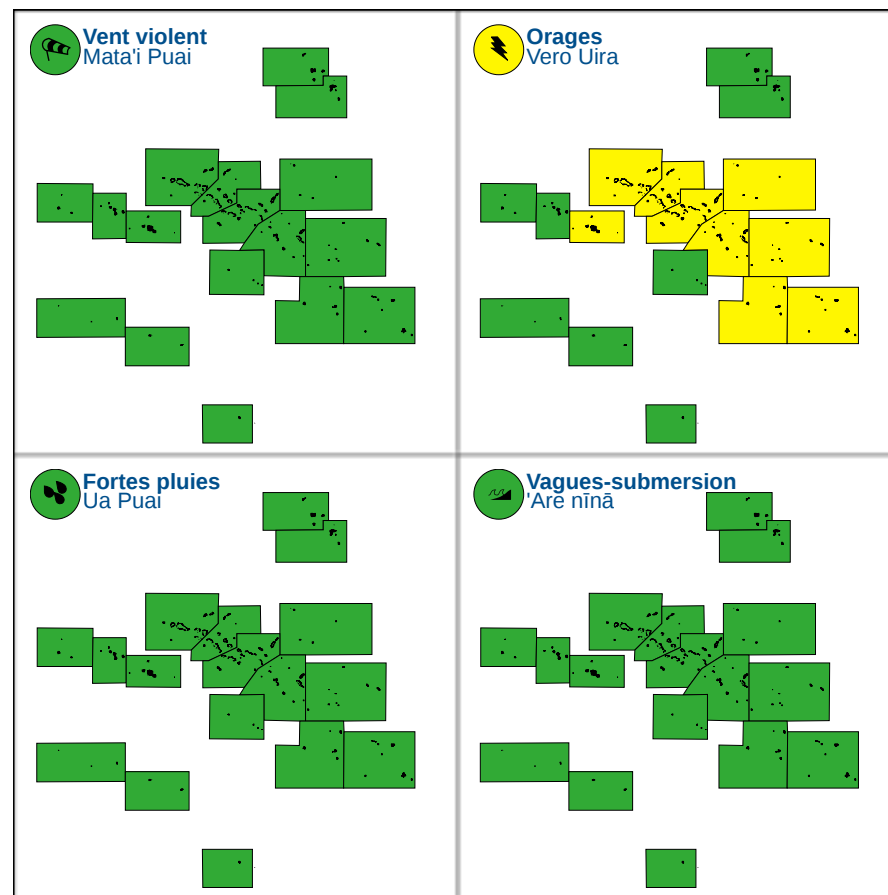 Vent violent
Mata'i Puai
Orages
Vero Uira
Fortes pluies
Ua Puai
Vagues-submersion
'Are nīnā